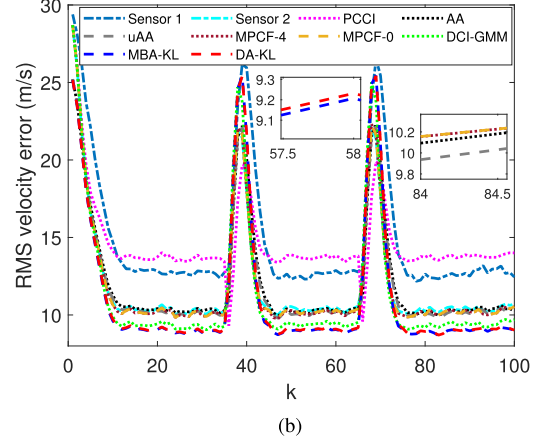 Sensor 1 Sensor 2 PCCI AA
uAA MPCF-4 MPCF-0 DCI-GMM
MBA-KL DA-KL
RMS velocity error (m/s)
30
25
20
15
10
9.3
9.2
9.1
57.5 58
10.2
10
9.8
84 84.5
0 20 40 60 80 100
k
(b)